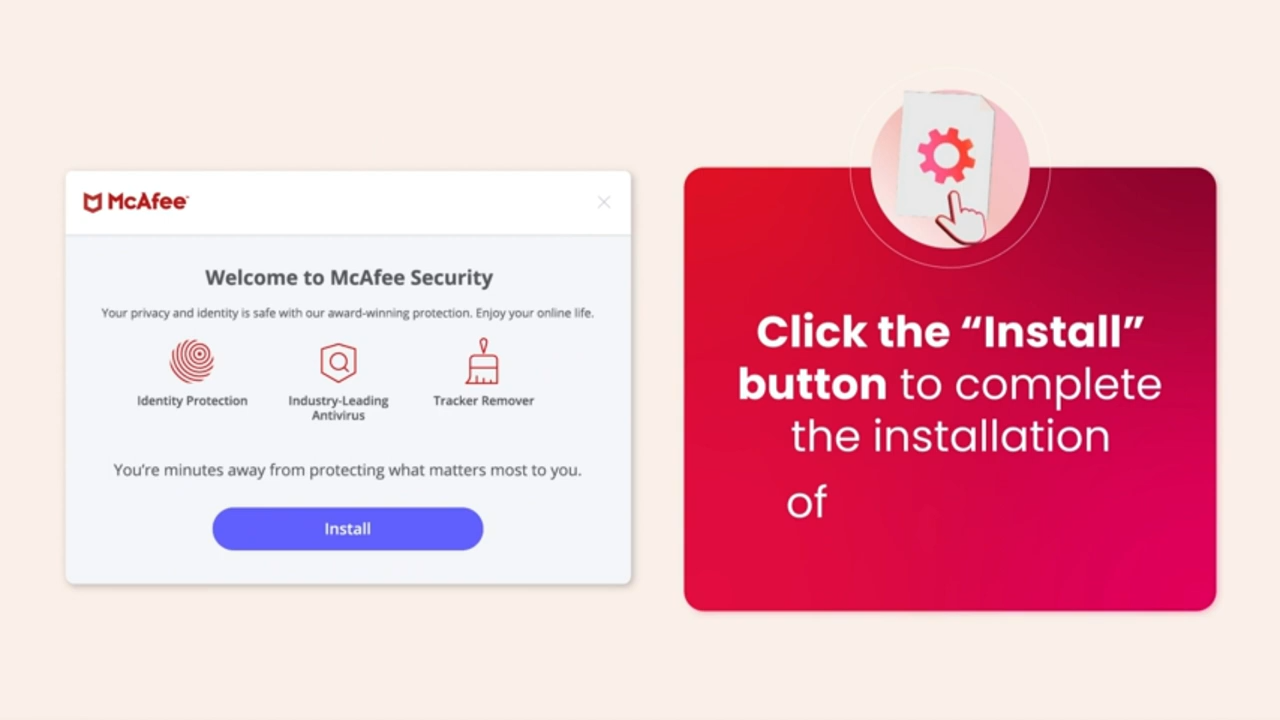 McAfee
Welcome to McAfee Security
Your privacy and identity is safe with our award-winning protection. Enjoy your online life.
Identity Protection
Industry-Leading
Antivirus
Tracker Remover
You're minutes away from protecting what matters most to you.
Install
Click the “Install”
button to complete
the installation
of